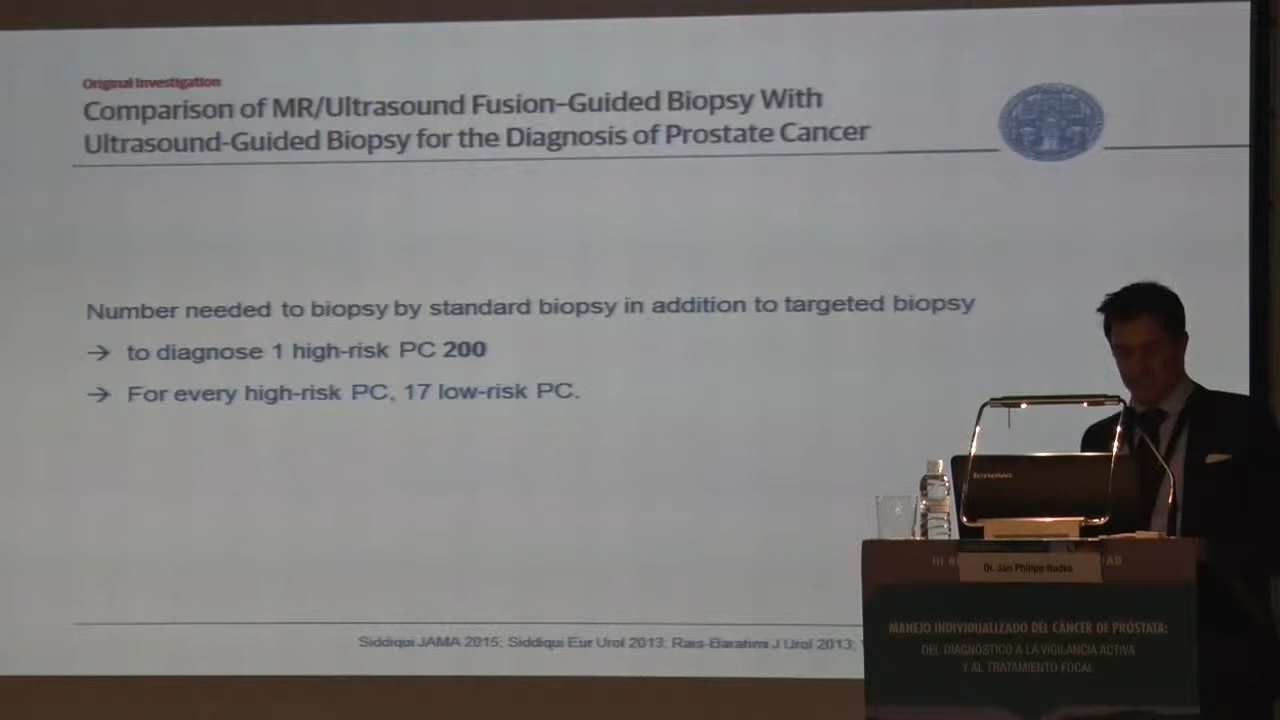 Original Investigation
Comparison of MR/Ultrasound Fusion-Guided Biopsy With
Ultrasound-Guided Biopsy for the Diagnosis of Prostate Cancer
Number needed to biopsy by standard biopsy in addition to targeted biopsy
→ to diagnose 1 high-risk PC 200
→ For every high-risk PC, 17 low-risk PC.
Siddiqui JAMA 2015; Siddiqui Eur Urol 2013; Rais-Barahmi J Urol 2013;
lenovo
III
Dr. Jan Philipp Radke
MANEJO INDIVIDUALIZADO DEL CÁNCER DE PRÓSTATA:
DEL DIAGNÓSTICO A LA VIGILANCIA ACTIVA
Y AL TRATAMIENTO FOCAL